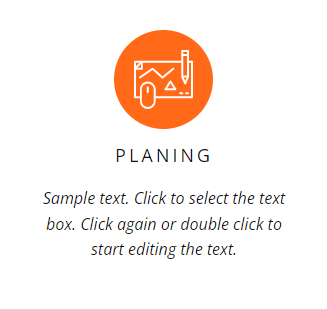 PLANING
Sample text. Click to select the text
box. Click again or double click to
start editing the text.